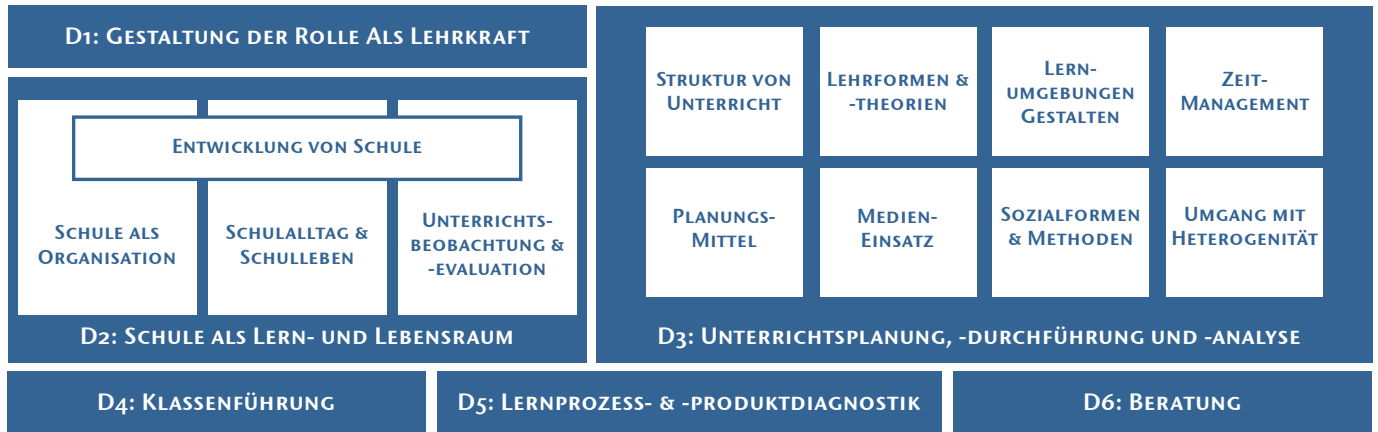 D1: Gestaltung der Rolle Als Lehrkraft
Entwicklung von Schule
Schule als
Organisation
Schulalltag &
Schulleben
Unterrichts-
beobachtung &
-evaluation
D2: Schule als Lern- und Lebensraum
Struktur von
Unterricht
Lehrformen &
-theorien
Lern-
umgebungen
Gestalten
Zeit-
Management
Planungs-
Mittel
Medien-
Einsatz
Sozialformen
& Methoden
Umgang mit
Heterogenität
D3: Unterrichtsplanung, -durchführung und -analyse
D4: Klassenführung
D5: Lernprozess- & -produktdiagnostik
D6: Beratung